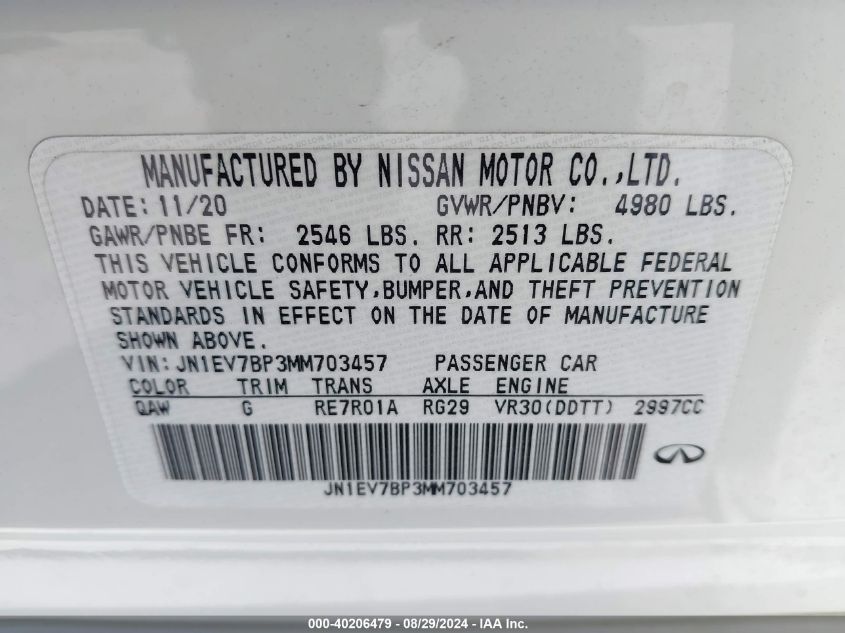 MANUFACTURED BY NISSAN MOTOR CO.,LTD.
DATE: 11/20 GVWR/PNBV: 4980 LBS.
GAWR/PNBE FR: 2546 LBS. RR: 2513 LBS.
THIS VEHICLE CONFORMS TO ALL APPLICABLE FEDERAL
MOTOR VEHICLE SAFETY,BUMPER,AND THEFT PREVENTION
STANDARDS IN EFFECT ON THE DATE OF MANUFACTURE
SHOWN ABOVE.
VIN: JN1EV7BP3MM703457 PASSENGER CAR
COLOR TRIM TRANS AXLE ENGINE
QAW G RE7R01A RG29 VR30(DDTT) 2997CC
JN1EV7BP3MM703457
000-40206479 - 08/29/2024 - IAA Inc.